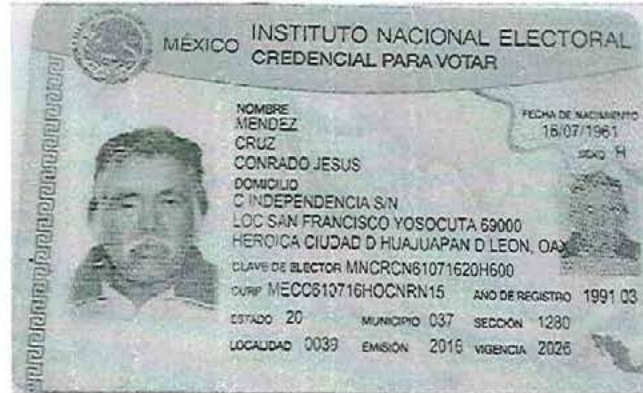 MÉXICO INSTITUTO NACIONAL ELECTORAL
CREDENCIAL PARA VOTAR
NOMBRE
MENDEZ
CRUZ
CONRADO JESUS
FECHA DE NACIMIENTO
16/07/1961
SEXO H
DOMICILIO
C INDEPENDENCIA S/N
LOC SAN FRANCISCO YOSOCUTA 69000
HEROICA CIUDAD D HUAJUAPAN D LEON, OAX
CLAVE DE ELECTOR MNCRCN61071620H600
CURP MECC610716HOCNRN15 AÑO DE REGISTRO 1991 03
ESTADO 20 MUNICIPIO 037 SECCIÓN 1280
LOCALIDAD 0039 EMISIÓN 2016 VIGENCIA 2026